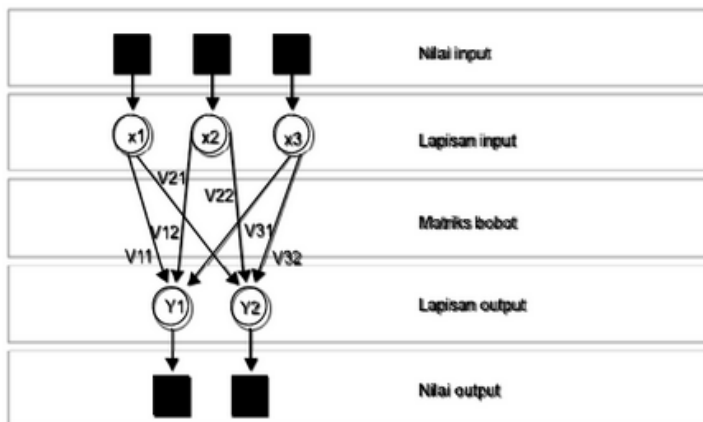 Nilai input
x1 x2 x3
Lapisan input
V21
V22
V12
V31
Matriks bobot
V11
V32
Y1 Y2
Lapisan output
Nilai output